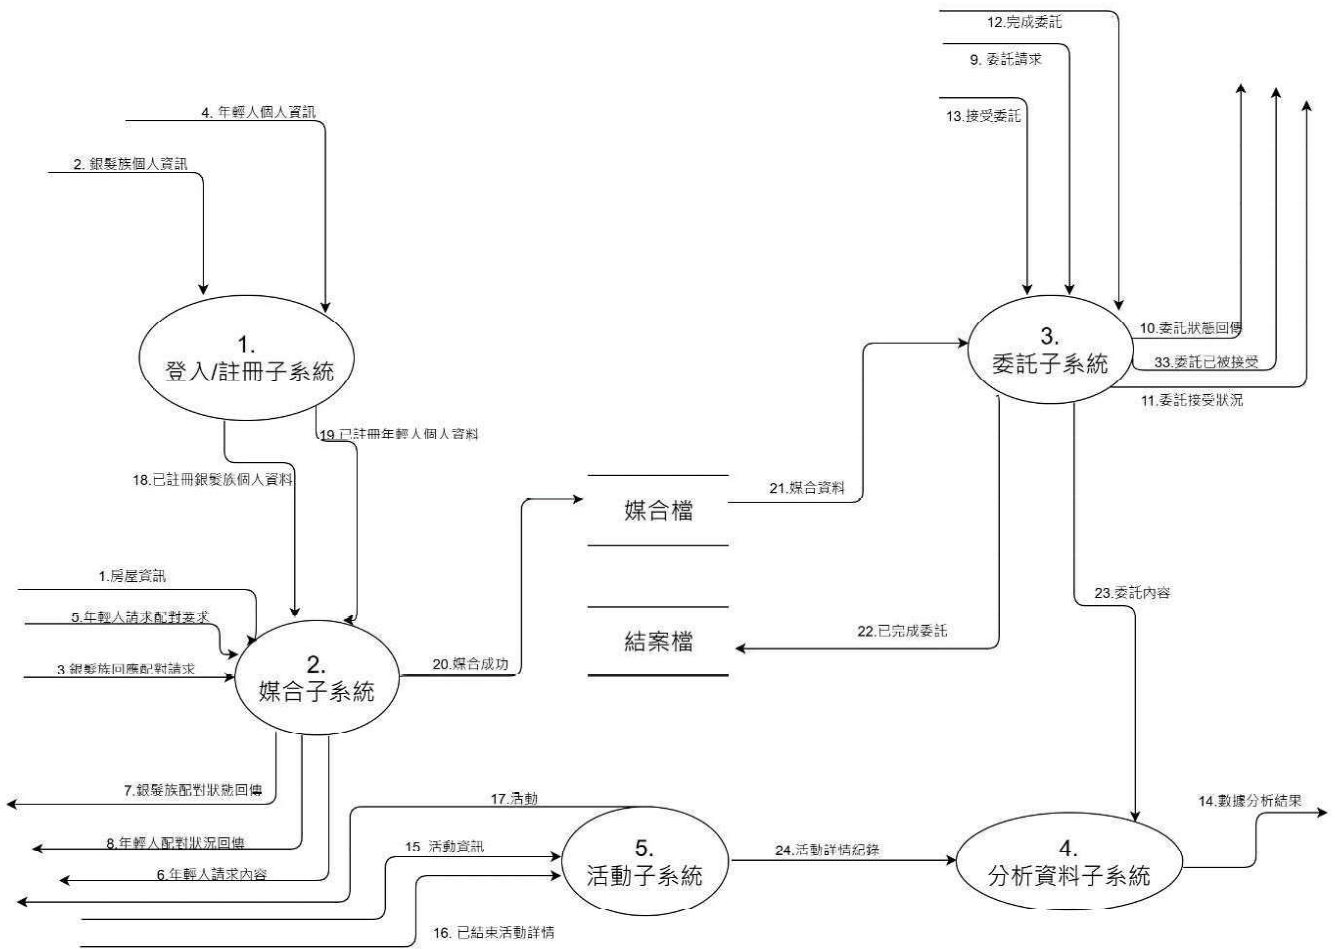 12.完成委託
9. 委託請求
13.接受委託
4. 年輕人個人資訊
2. 銀髮族個人資訊
1.
登入/註冊子系統
3.
委託子系統
10.委託狀態回傳
33.委託已被接受
11.委託接受狀況
19.已註冊年輕人個人資料
18.已註冊銀髮族個人資料
媒合檔
21.媒合資料
1.房屋資訊
5.年輕人請求配對要求
3.銀髮族回應配對請求
2.
媒合子系統
20.媒合成功
結案檔
22.已完成委託
23.委託內容
7.銀髮族配對狀態回傳
8.年輕人配對狀況回傳
6.年輕人請求內容
17.活動
15 活動資訊
16. 已結束活動詳情
5.
活動子系統
24.活動詳情紀錄
4.
分析資料子系統
14.數據分析結果